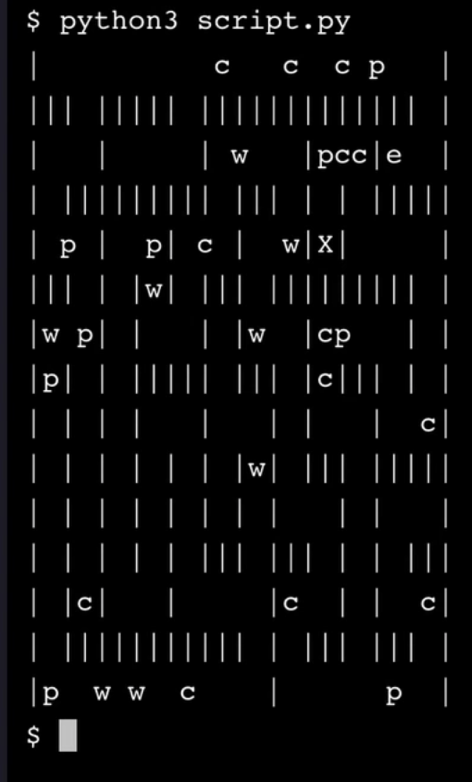 $ python3 script.py
|          c   c  c p   |
||| ||||| ||||||||||||| |
|   |     | w   |pcc|e  |
| ||||||||| ||| | | |||||
| p |  p| c |  w|X|     |
||| | |w| ||| ||||||||| |
|w p| |   | |w  |cp   | |
|p| | ||||| ||| |c||| | |
| | | |   |   | |   |  c|
| | | | | | |w| ||| |||||
| | | | | | | |   | |   |
| | | | | ||| ||| | | |||
| |c|   |     |c  | |  c|
| ||||||||||| | ||| ||| |
|p  w w  c    |      p  |
$